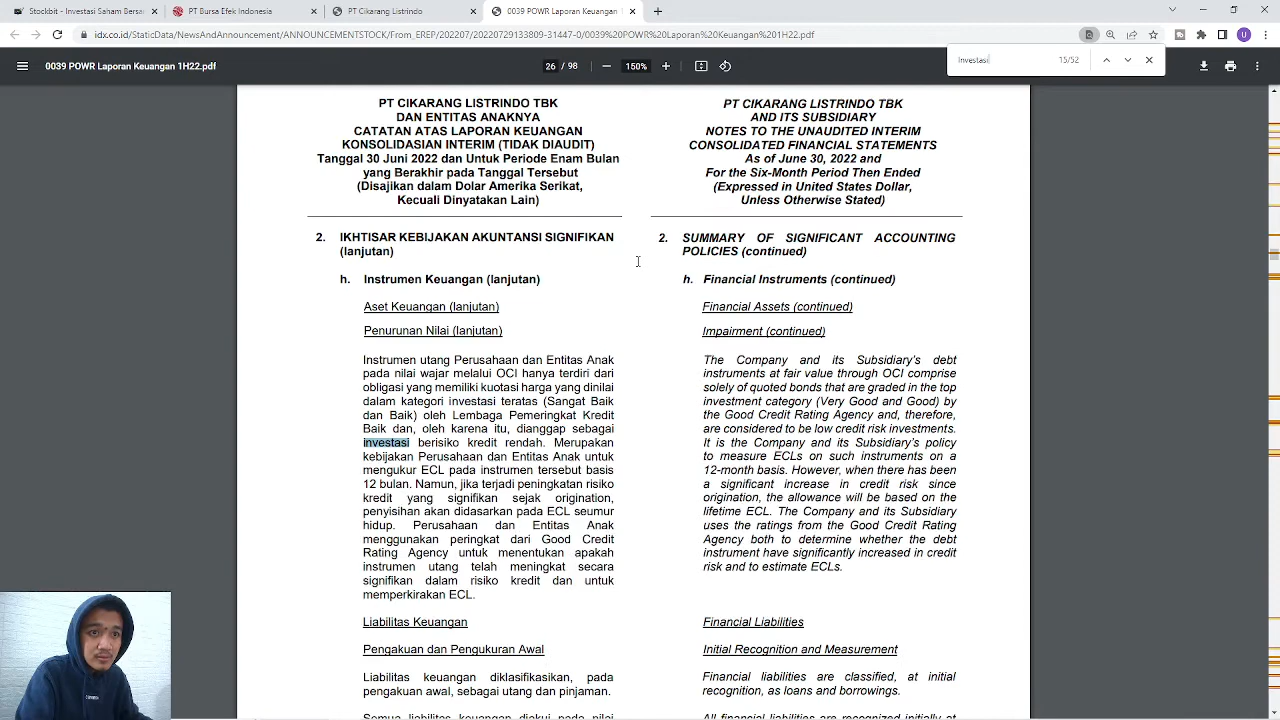 Stockbit - Investasi Saham Bersar
PT Bursa Efek Indonesia
PT Cikarang Listrindo
0039 POWR Laporan Keuangan 1
idx.co.id/StaticData/NewsAndAnnouncement/ANNOUNCEMENTSTOCK/From_EREP/202207/20220729133809-31447-0/0039%20POWR%20Laporan%20Keuangan%201H22.pdf
U
0039 POWR Laporan Keuangan 1H22.pdf
26 / 98
150%
Investasi
15/52
PT CIKARANG LISTRINDO TBK
DAN ENTITAS ANAKNYA
CATATAN ATAS LAPORAN KEUANGAN
KONSOLIDASIAN INTERIM (TIDAK DIAUDIT)
Tanggal 30 Juni 2022 dan Untuk Periode Enam Bulan
yang Berakhir pada Tanggal Tersebut
(Disajikan dalam Dolar Amerika Serikat,
Kecuali Dinyatakan Lain)
2. IKHTISAR KEBIJAKAN AKUNTANSI SIGNIFIKAN
(lanjutan)
h. Instrumen Keuangan (lanjutan)
Aset Keuangan (lanjutan)
Penurunan Nilai (lanjutan)
Instrumen utang Perusahaan dan Entitas Anak
pada nilai wajar melalui OCI hanya terdiri dari
obligasi yang memiliki kuotasi harga yang dinilai
dalam kategori investasi teratas (Sangat Baik
dan Baik) oleh Lembaga Pemeringkat Kredit
Baik dan, oleh karena itu, dianggap sebagai
investasi berisiko kredit rendah. Merupakan
kebijakan Perusahaan dan Entitas Anak untuk
mengukur ECL pada instrumen tersebut basis
12 bulan. Namun, jika terjadi peningkatan risiko
kredit yang signifikan sejak origination,
penyisihan akan didasarkan pada ECL seumur
hidup. Perusahaan dan Entitas Anak
menggunakan peringkat dari Good Credit
Rating Agency untuk menentukan apakah
instrumen utang telah meningkat secara
signifikan dalam risiko kredit dan untuk
memperkirakan ECL.
Liabilitas Keuangan
Pengakuan dan Pengukuran Awal
Liabilitas keuangan diklasifikasikan, pada
pengakuan awal, sebagai utang dan pinjaman.
Semua liabilitas keuangan diakui pada nilai
PT CIKARANG LISTRINDO TBK
AND ITS SUBSIDIARY
NOTES TO THE UNAUDITED INTERIM
CONSOLIDATED FINANCIAL STATEMENTS
As of June 30, 2022 and
For the Six-Month Period Then Ended
(Expressed in United States Dollar,
Unless Otherwise Stated)
2. SUMMARY OF SIGNIFICANT ACCOUNTING
POLICIES (continued)
h. Financial Instruments (continued)
Financial Assets (continued)
Impairment (continued)
The Company and its Subsidiary's debt
instruments at fair value through OCI comprise
solely of quoted bonds that are graded in the top
investment category (Very Good and Good) by
the Good Credit Rating Agency and, therefore,
are considered to be low credit risk investments.
It is the Company and its Subsidiary's policy
to measure ECLs on such instruments on a
12-month basis. However, when there has been
a significant increase in credit risk since
origination, the allowance will be based on the
lifetime ECL. The Company and its Subsidiary
uses the ratings from the Good Credit Rating
Agency both to determine whether the debt
instrument have significantly increased in credit
risk and to estimate ECLs.
Financial Liabilities
Initial Recognition and Measurement
Financial liabilities are classified, at initial
recognition, as loans and borrowings.
All financial liabilities are recognized initially at